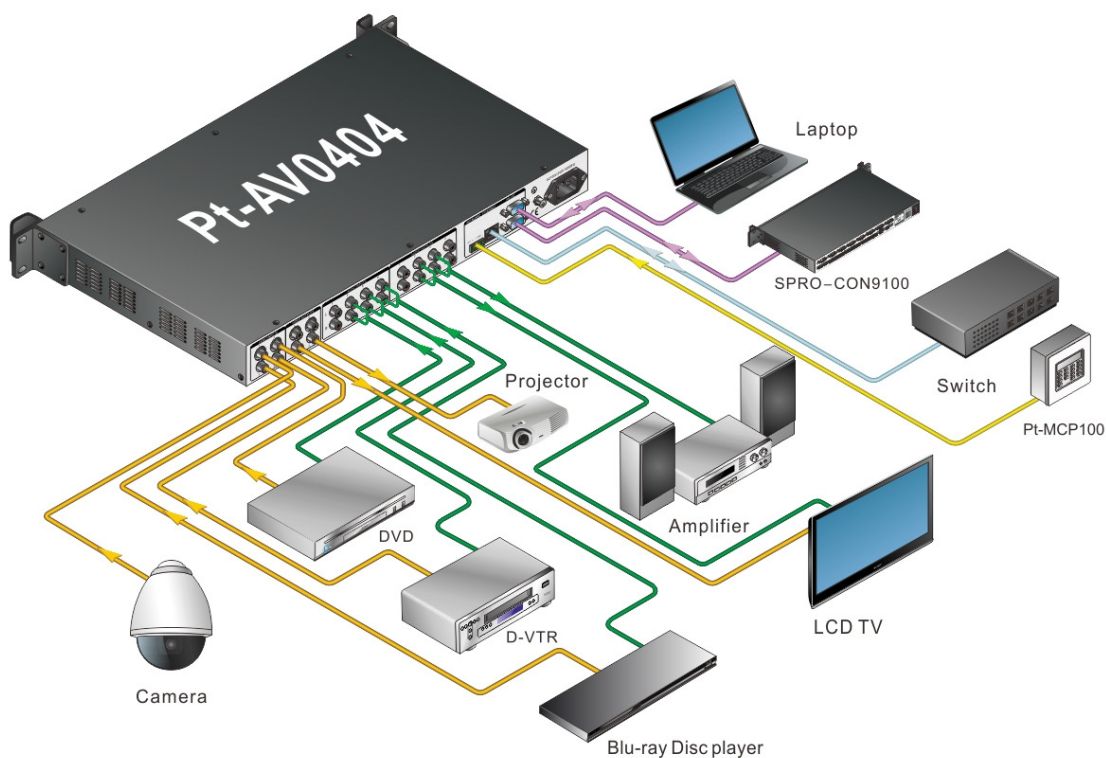 Pt-AV0404
Laptop
SPRO-CON9100
Switch
Pt-MCP100
Projector
Amplifier
DVD
D-VTR
LCD TV
Camera
Blu-ray Disc player